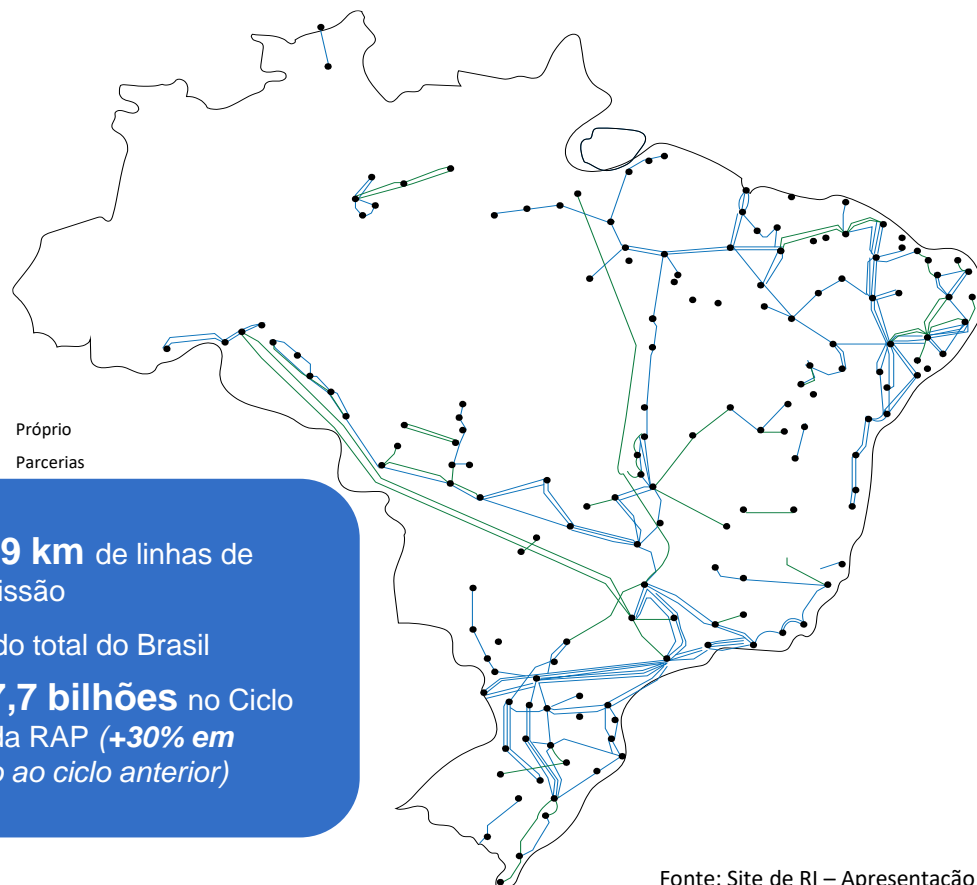 Próprio
Parcerias
9 km de linhas de
issão
do total do Brasil
7,7 bilhões no Ciclo
da RAP (+30% em
o ao ciclo anterior)
Fonte: Site de RI – Apresentação